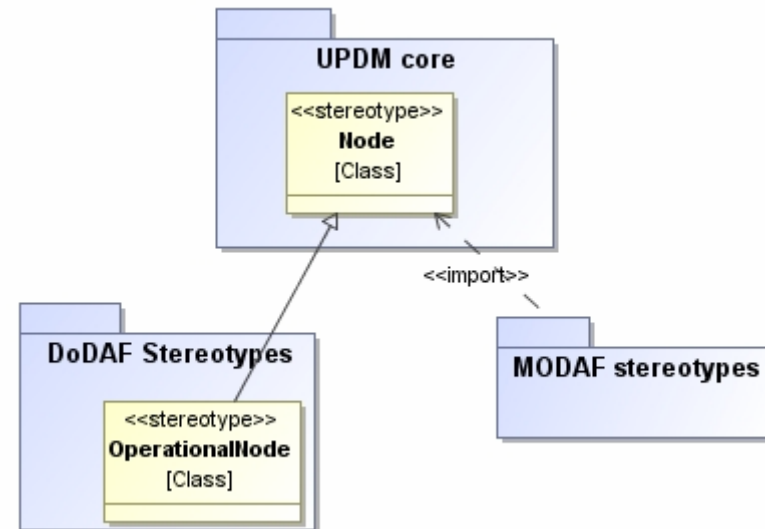 UPDM core
<<stereotype>>
Node
[Class]
<<import>>
DoDAF Stereotypes
MODAF stereotypes
<<stereotype>>
OperationalNode
[Class]